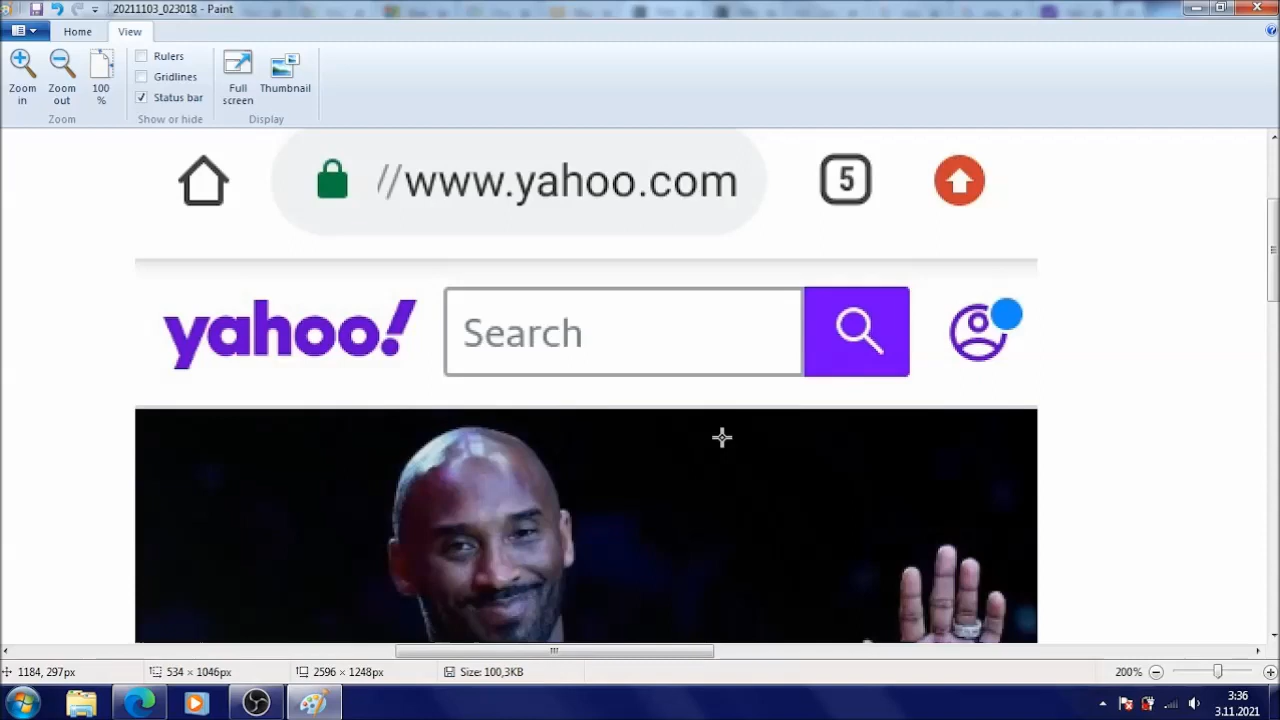 20211103_023018 - Paint
Home
View
Zoom in
Zoom out
100 %
Rulers
Gridlines
Status bar
Full screen
Thumbnail
Zoom
Show or hide
Display
//www.yahoo.com
5
yahoo!
Search
1184, 297px
534 × 1046px
2596 × 1248px
Size: 100,3KB
200%
3:36
3.11.2021